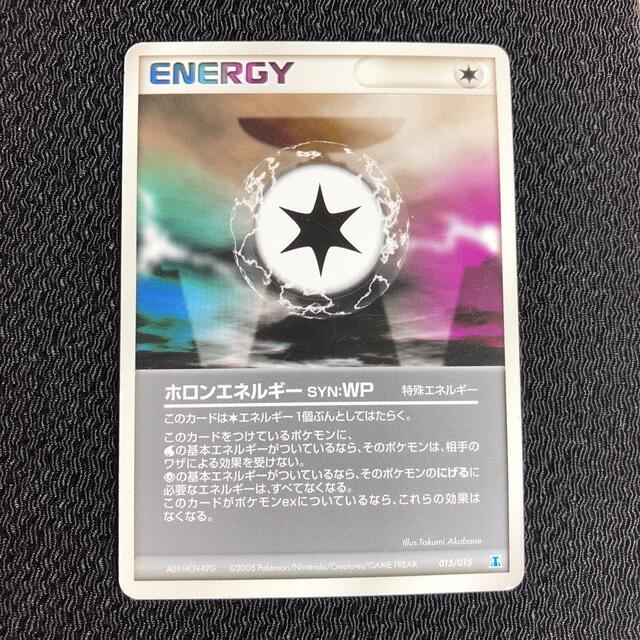 ENERGY
ホロンエネルギー SYN:WP 特殊エネルギー
このカードは✶エネルギー1個ぶんとしてはたらく。
このカードをつけているポケモンに、
の基本エネルギーがついているなら、そのポケモンは、相手の
ワザによる効果を受けない。
の基本エネルギーがついているなら、そのポケモンのにげるに
必要なエネルギーは、すべてなくなる。
このカードがポケモンexについているなら、これらの効果は
なくなる。
Illus.Takumi Akabane
ALH-MCN-KFG ©2005 Pokémon/Nintendo/Creatures/GAME FREAK 015/015